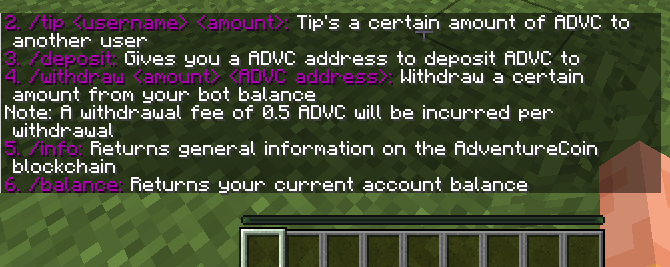 2. /tip <username> <amount>: Tip's a certain amount of ADVC to
another user
3. /deposit: Gives you a ADVC address to deposit ADVC to
4. /withdraw <amount> <ADVC address>: Withdraw a certain
amount from your bot balance
Note: A withdrawal fee of 0.5 ADVC will be incurred per
withdrawal
5. /info: Returns general information on the AdventureCoin
blockchain
6. /balance: Returns your current account balance